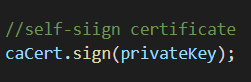 //self-siign certificate
caCert.sign(privateKey);